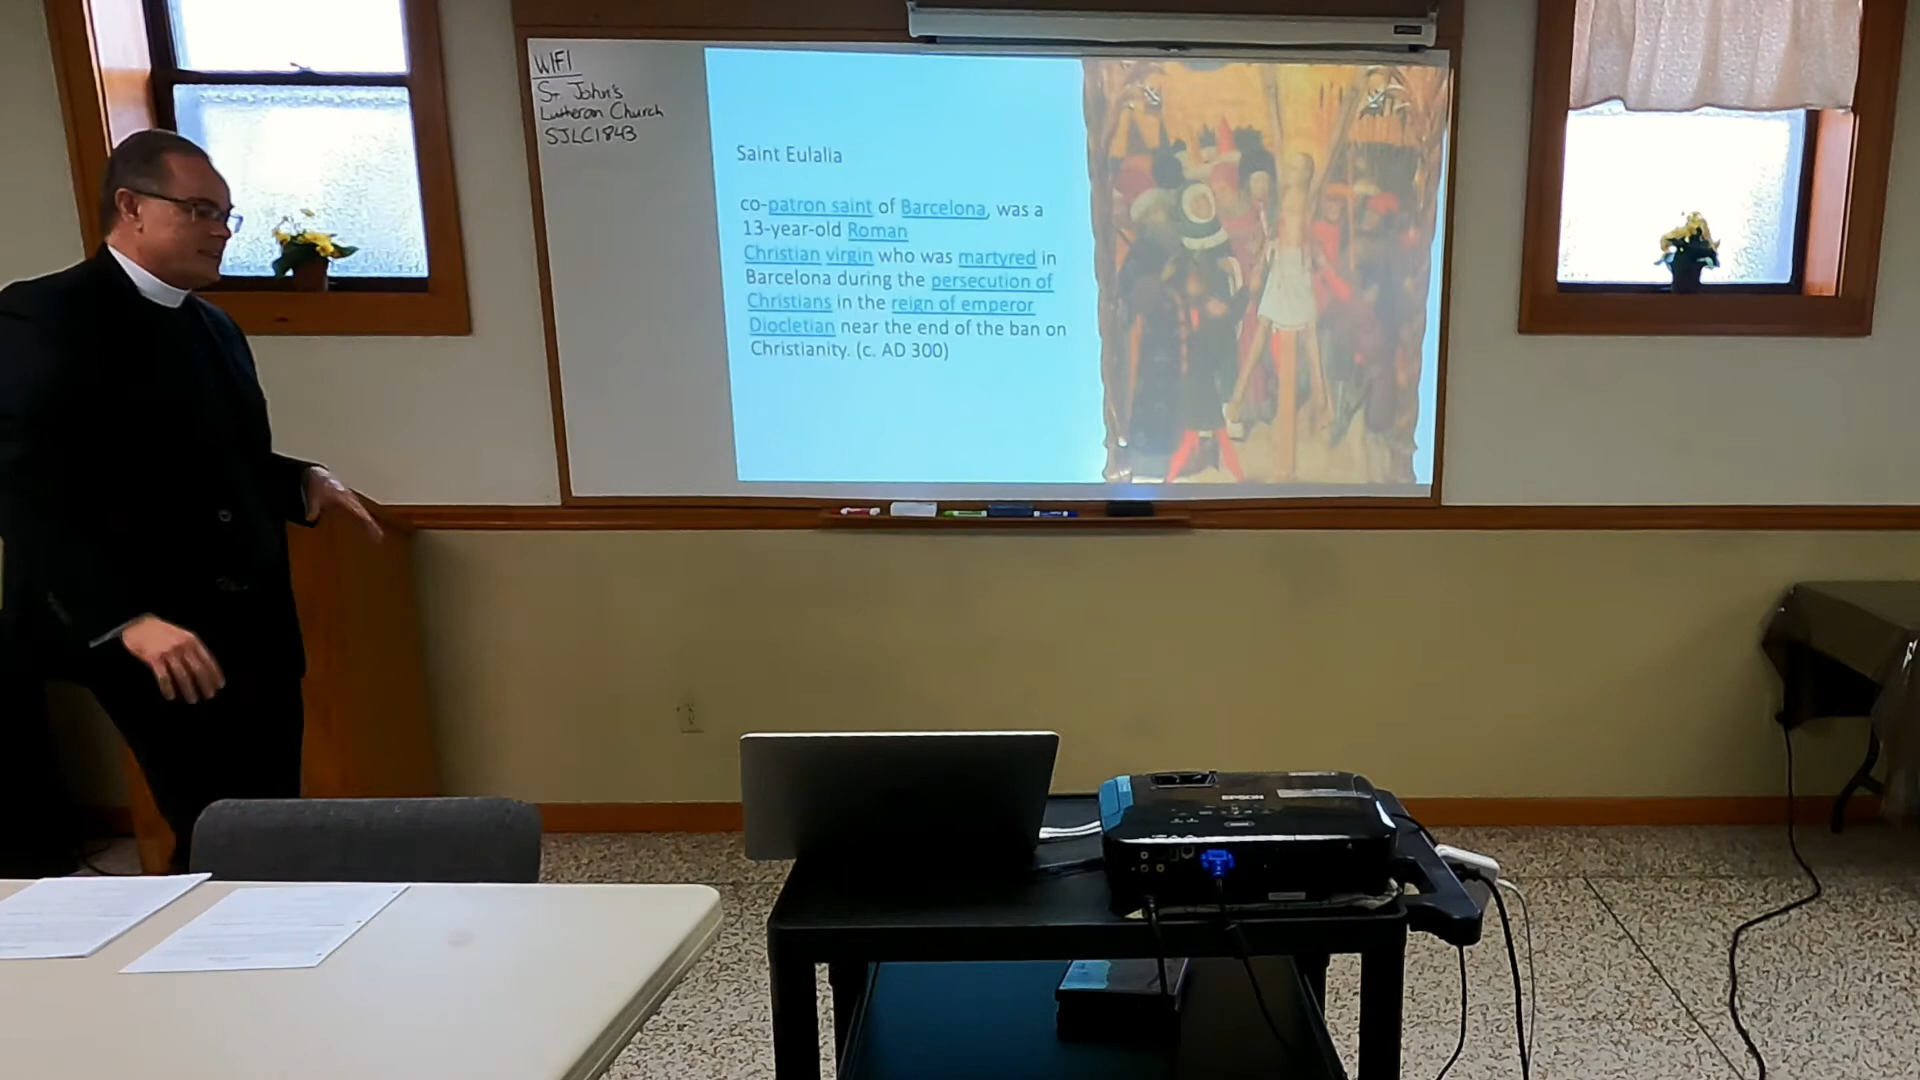 WIFI
St. John's
Lutheran Church
SJLC1843
Saint Eulalia
co-patron saint of Barcelona, was a
13-year-old Roman
Christian virgin who was martyred in
Barcelona during the persecution of
Christians in the reign of emperor
Diocletian near the end of the ban on
Christianity. (c. AD 300)
EPSON